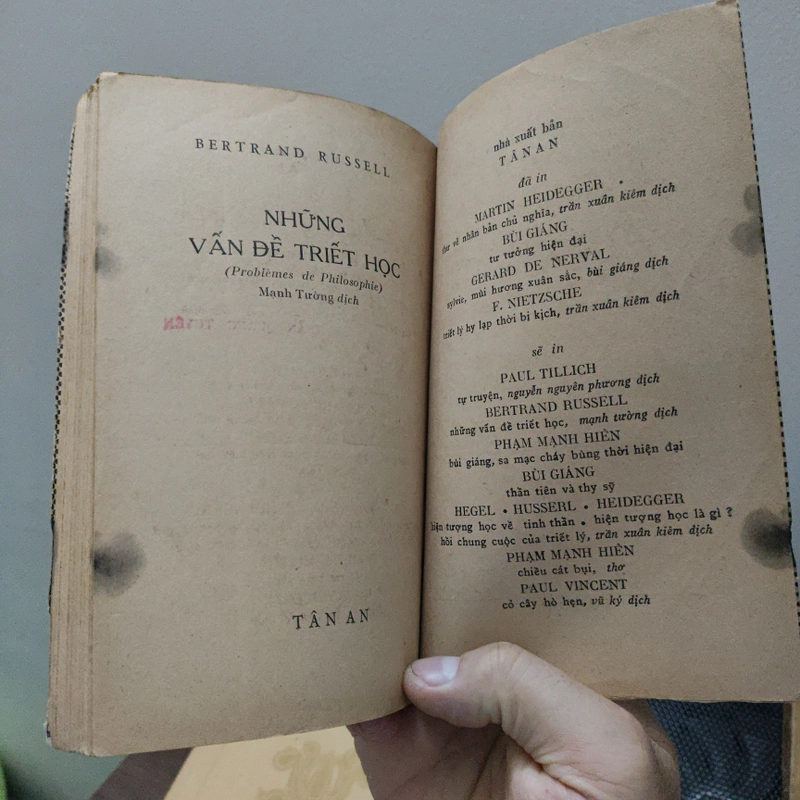 BERTRAND RUSSELL
NHỮNG
VẤN ĐỀ TRIẾT HỌC
(Problèmes de Philosophie)
Mạnh Tường dịch
TÂN AN
nhà xuất bản
TÂN AN
đã in
MARTIN HEIDEGGER •
thư về nhân bản chủ nghĩa, trần xuân kiêm dịch
BÙI GIÁNG
tư tưởng hiện đại
GERARD DE NERVAL
sylvie, mùi hương xuân sắc, bùi giáng dịch
F. NIETZSCHE
triết lý hy lạp thời bi kịch, trần xuân kiêm dịch
sẽ in
PAUL TILLICH
tự truyện, nguyễn nguyên phương dịch
BERTRAND RUSSELL
những vấn đề triết học, mạnh tường dịch
PHẠM MẠNH HIÊN
bùi giáng, sa mạc cháy bùng thời hiện đại
BÙI GIÁNG
thần tiên và thy sỹ
HEGEL • HUSSERL • HEIDEGGER
hiện tượng học về tinh thần • hiện tượng học là gì ?
hồi chung cuộc của triết lý, trần xuân kiêm dịch
PHẠM MẠNH HIÊN
chiều cát bụi, thơ
PAUL VINCENT
cỏ cây hò hẹn, vũ ký dịch